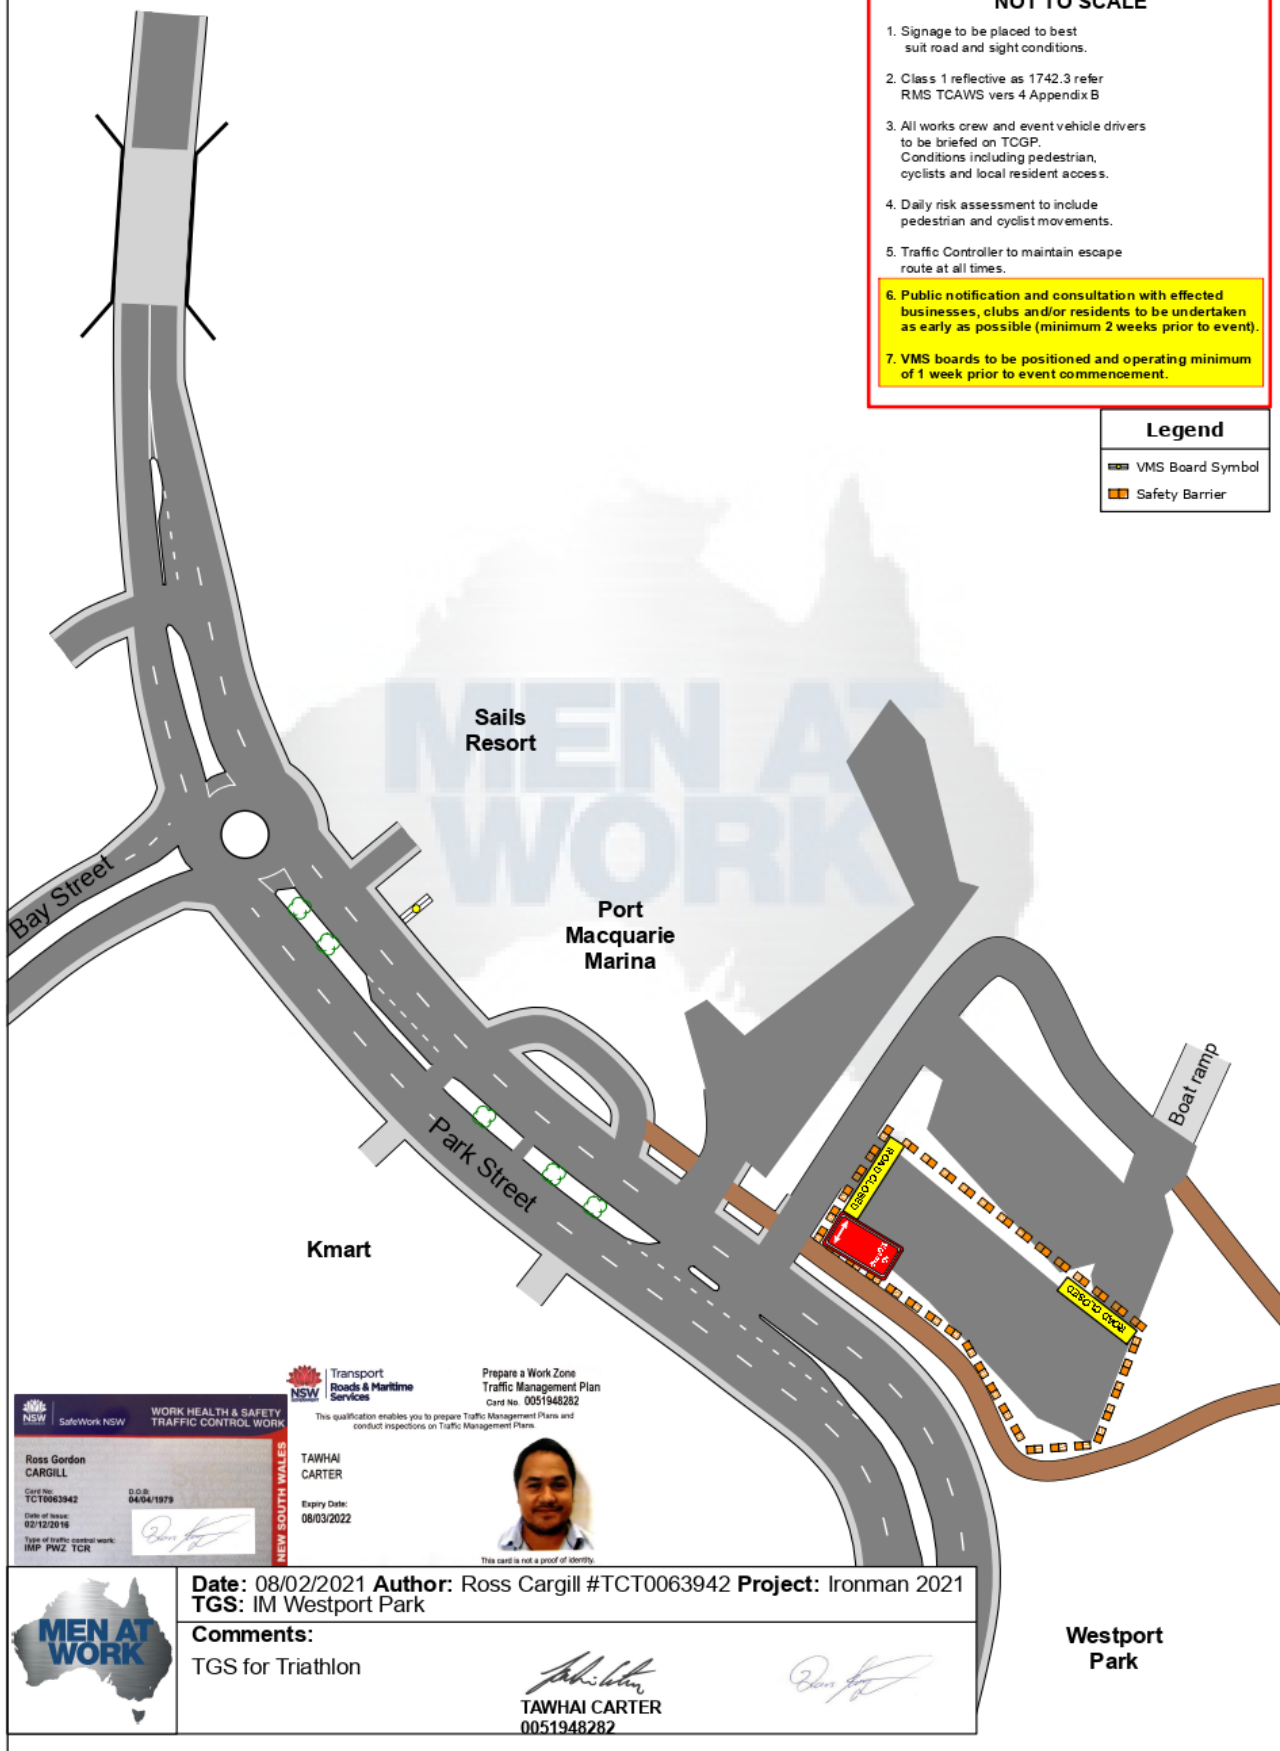 NOT TO SCALE
1. Signage to be placed to best
suit road and sight conditions.
2. Class 1 reflective as 1742.3 refer
RMS TCAWS vers 4 Appendix B
3. All works crew and event vehicle drivers
to be briefed on TCGP.
Conditions including pedestrian,
cyclists and local resident access.
4. Daily risk assessment to include
pedestrian and cyclist movements.
5. Traffic Controller to maintain escape
route at all times.
6. Public notification and consultation with effected
businesses, clubs and/or residents to be undertaken
as early as possible (minimum 2 weeks prior to event).
7. VMS boards to be positioned and operating minimum
of 1 week prior to event commencement.
Legend
VMS Board Symbol
Safety Barrier
MEN AT
WORK
Sails
Resort
Bay Street
Port
Macquarie
Marina
Boat ramp
Park Street
ROAD CLOSED
ROAD CLOSED
Kmart
NSW
SafeWork NSW
WORK HEALTH & SAFETY
TRAFFIC CONTROL WORK
Ross Gordon
CARGILL
Card No:
TCT0063942
D.O.B:
04/04/1979
Date of Issue:
02/12/2016
Type of traffic control work:
IMP PWZ TCR
NEW SOUTH WALES
NSW
Transport
Roads & Maritime
Services
Prepare a Work Zone
Traffic Management Plan
Card No. 0051948282
This qualification enables you to prepare Traffic Management Plans and
conduct inspections on Traffic Management Plans.
TAWHAI
CARTER
Expiry Date:
08/03/2022
This card is not a proof of identity.
MEN AT
WORK
Date: 08/02/2021 Author: Ross Cargill #TCT0063942 Project: Ironman 2021
TGS: IM Westport Park
Comments:
TGS for Triathlon
TAWHAI CARTER
0051948282
Westport
Park